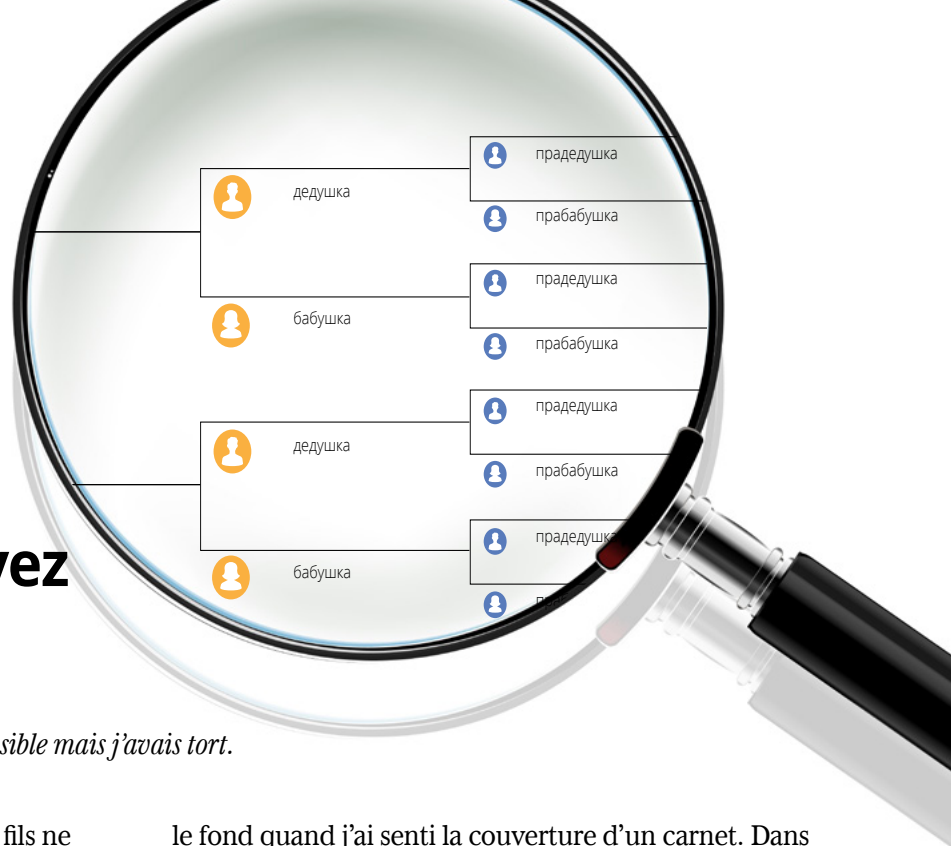 прадедушка
дедушка
прабабушка
прадедушка
бабушка
прабабушка
прадедушка
дедушка
прабабушка
прадедушка
бабушка
sible mais j'avais tort.
fils ne
le fond quand j'ai senti la couverture d'un carnet. Dans